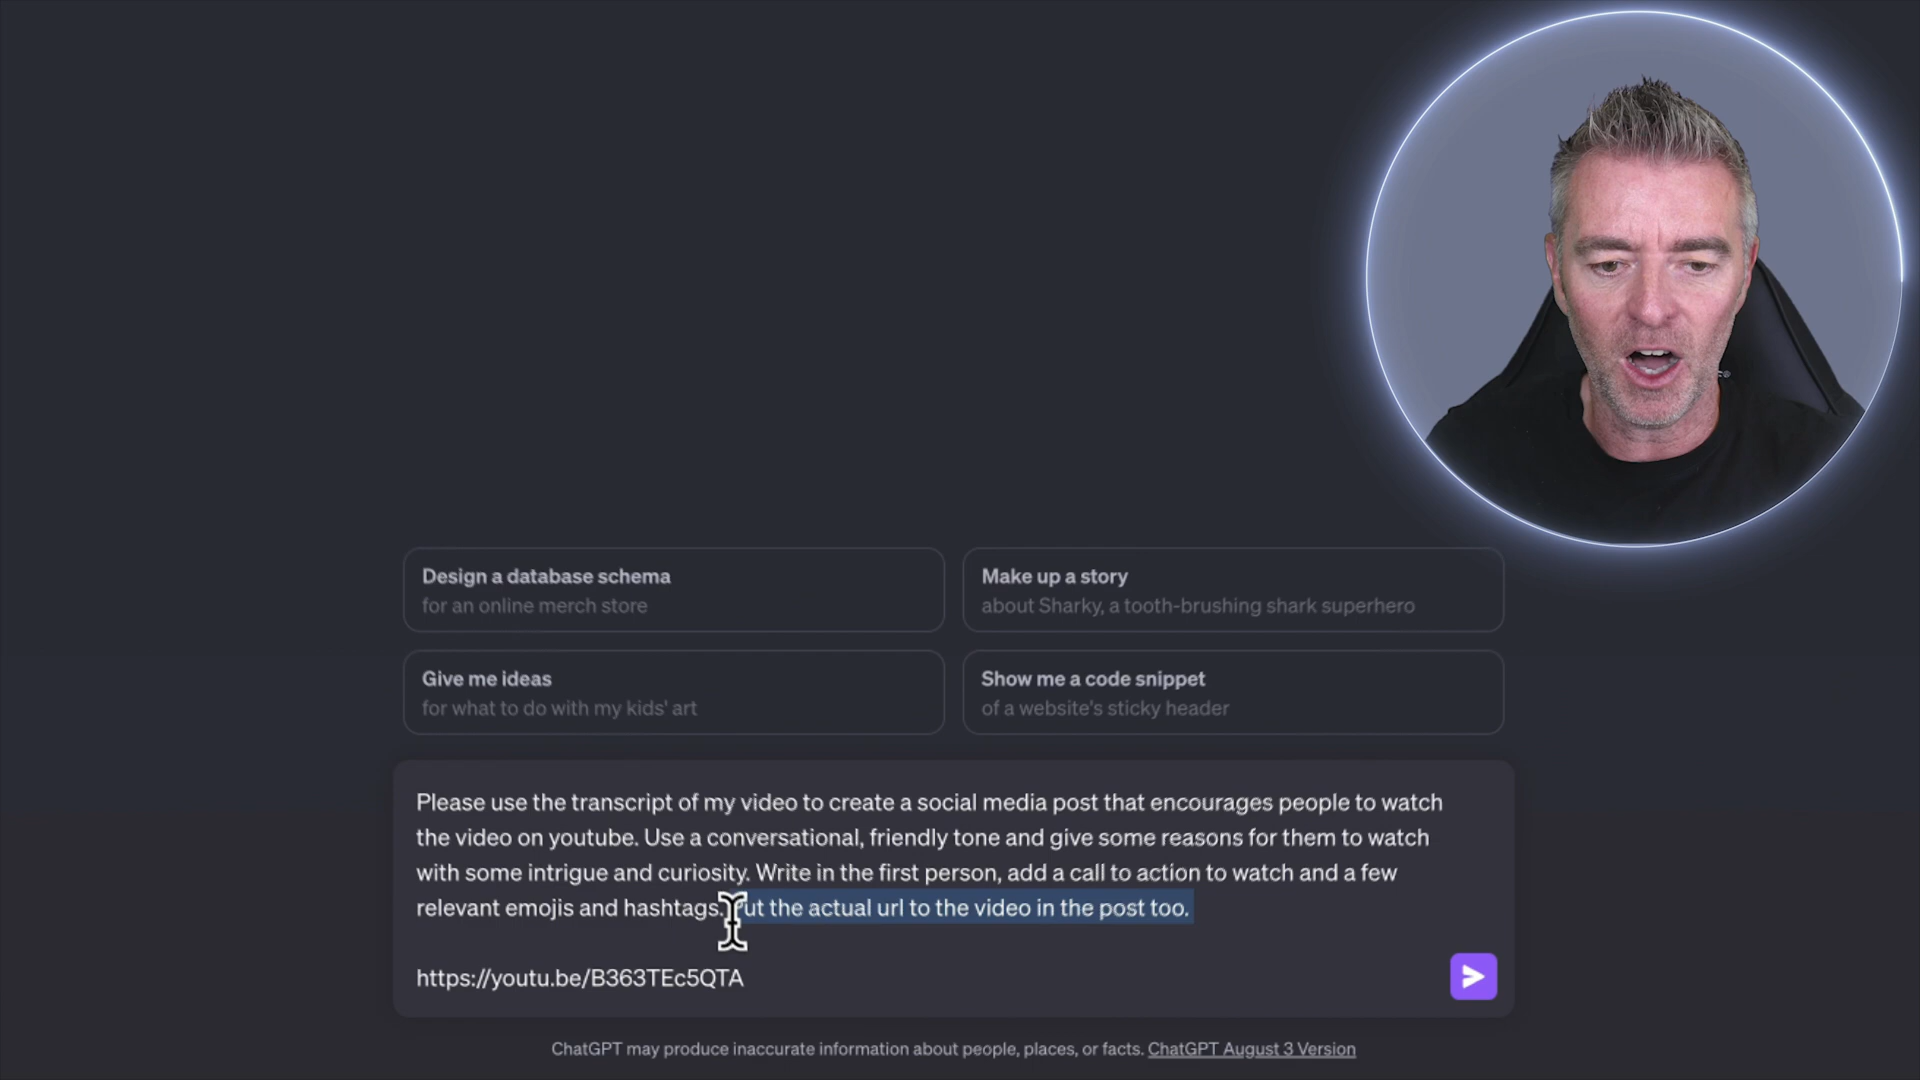 Design a database schema
for an online merch store
Make up a story
about Sharky, a tooth-brushing shark superhero
Give me ideas
for what to do with my kids' art
Show me a code snippet
of a website's sticky header
Please use the transcript of my video to create a social media post that encourages people to watch
the video on youtube. Use a conversational, friendly tone and give some reasons for them to watch
with some intrigue and curiosity. Write in the first person, add a call to action to watch and a few
relevant emojis and hashtags. Put the actual url to the video in the post too.
https://youtu.be/B363TEc5QTA
ChatGPT may produce inaccurate information about people, places, or facts. ChatGPT August 3 Version